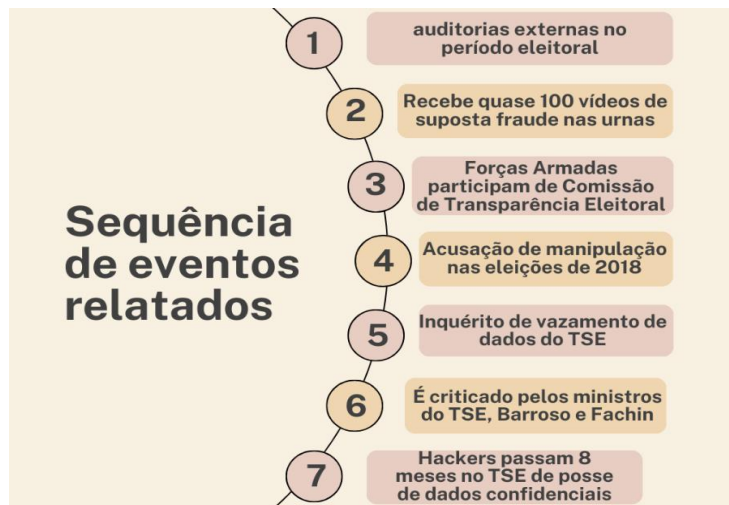 Sequência
de eventos
relatados
1
auditorias externas no
período eleitoral
2
Recebe quase 100 vídeos de
suposta fraude nas urnas
3
Forças Armadas
participam de Comissão
de Transparência Eleitoral
4
Acusação de manipulação
nas eleições de 2018
5
Inquérito de vazamento de
dados do TSE
6
É criticado pelos ministros
do TSE, Barroso e Fachin
7
Hackers passam 8
meses no TSE de posse
de dados confidenciais